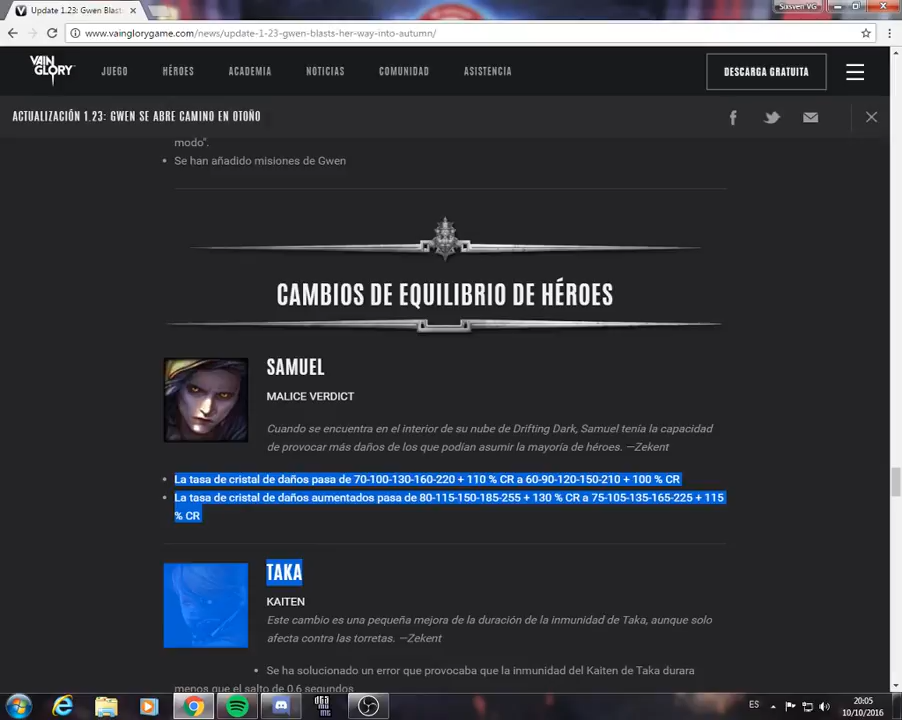 Update 1.23: Gwen Blast
Sixsven VG
www.vainglorygame.com/news/update-1-23-gwen-blasts-her-way-into-autumn/
VAIN GLORY
JUEGO HÉROES ACADEMIA NOTICIAS COMUNIDAD ASISTENCIA DESCARGA GRATUITA
ACTUALIZACIÓN 1.23: GWEN SE ABRE CAMINO EN OTOÑO
modo".
• Se han añadido misiones de Gwen
CAMBIOS DE EQUILIBRIO DE HÉROES
SAMUEL
MALICE VERDICT
Cuando se encuentra en el interior de su nube de Drifting Dark, Samuel tenía la capacidad
de provocar más daños de los que podían asumir la mayoría de héroes. —Zekent
• La tasa de cristal de daños pasa de 70-100-130-160-220 + 110 % CR a 60-90-120-150-210 + 100 % CR
• La tasa de cristal de daños aumentados pasa de 80-115-150-185-255 + 130 % CR a 75-105-135-165-225 + 115
% CR
TAKA
KAITEN
Este cambio es una pequeña mejora de la duración de la inmunidad de Taka, aunque solo
afecta contra las torretas. —Zekent
• Se ha solucionado un error que provocaba que la inmunidad del Kaiten de Taka durara
menos que el salto de 0,6 segundos
ES
20:05
10/10/2016